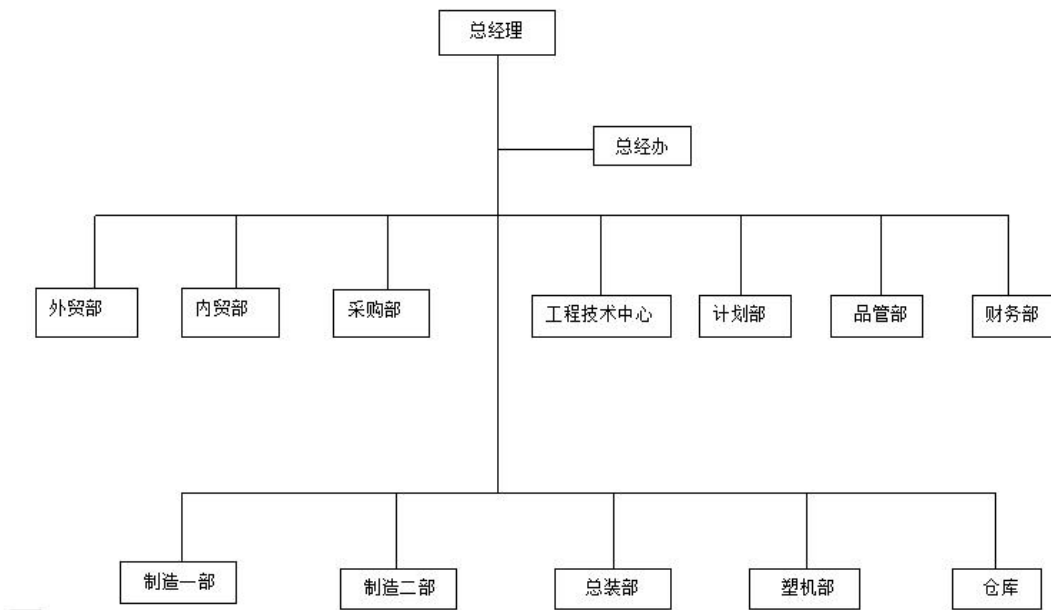 总经理
总经办
外贸部
内贸部
采购部
工程技术中心
计划部
品管部
财务部
制造一部
制造二部
总装部
塑机部
仓库